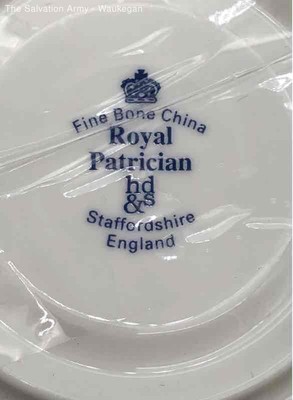 The Salvation Army - Waukegan
Fine Bone China
Royal
Patrician
hd
&s
Staffordshire
England